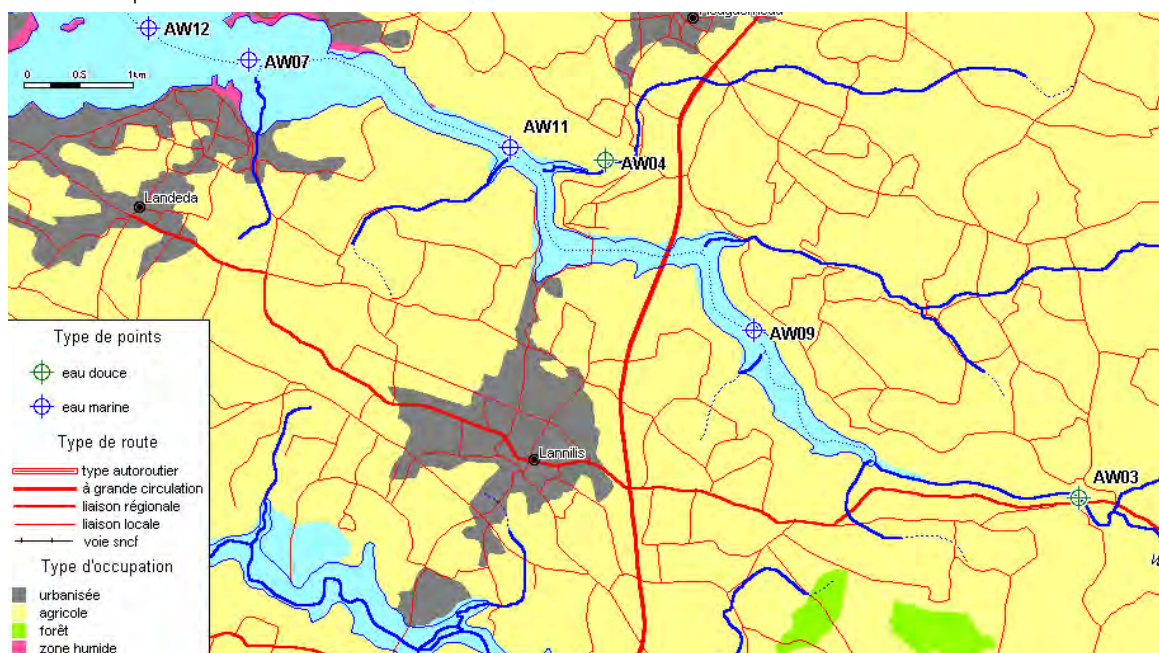 AW12
AW07
0 0.5 1km
AW11
AW04
Landeda
AW09
Lannilis
AW03
Type de points
eau douce
eau marine
Type de route
type autoroutier
à grande circulation
liaison régionale
liaison locale
voie sncf
Type d'occupation
urbanisée
agricole
forêt
zone humide